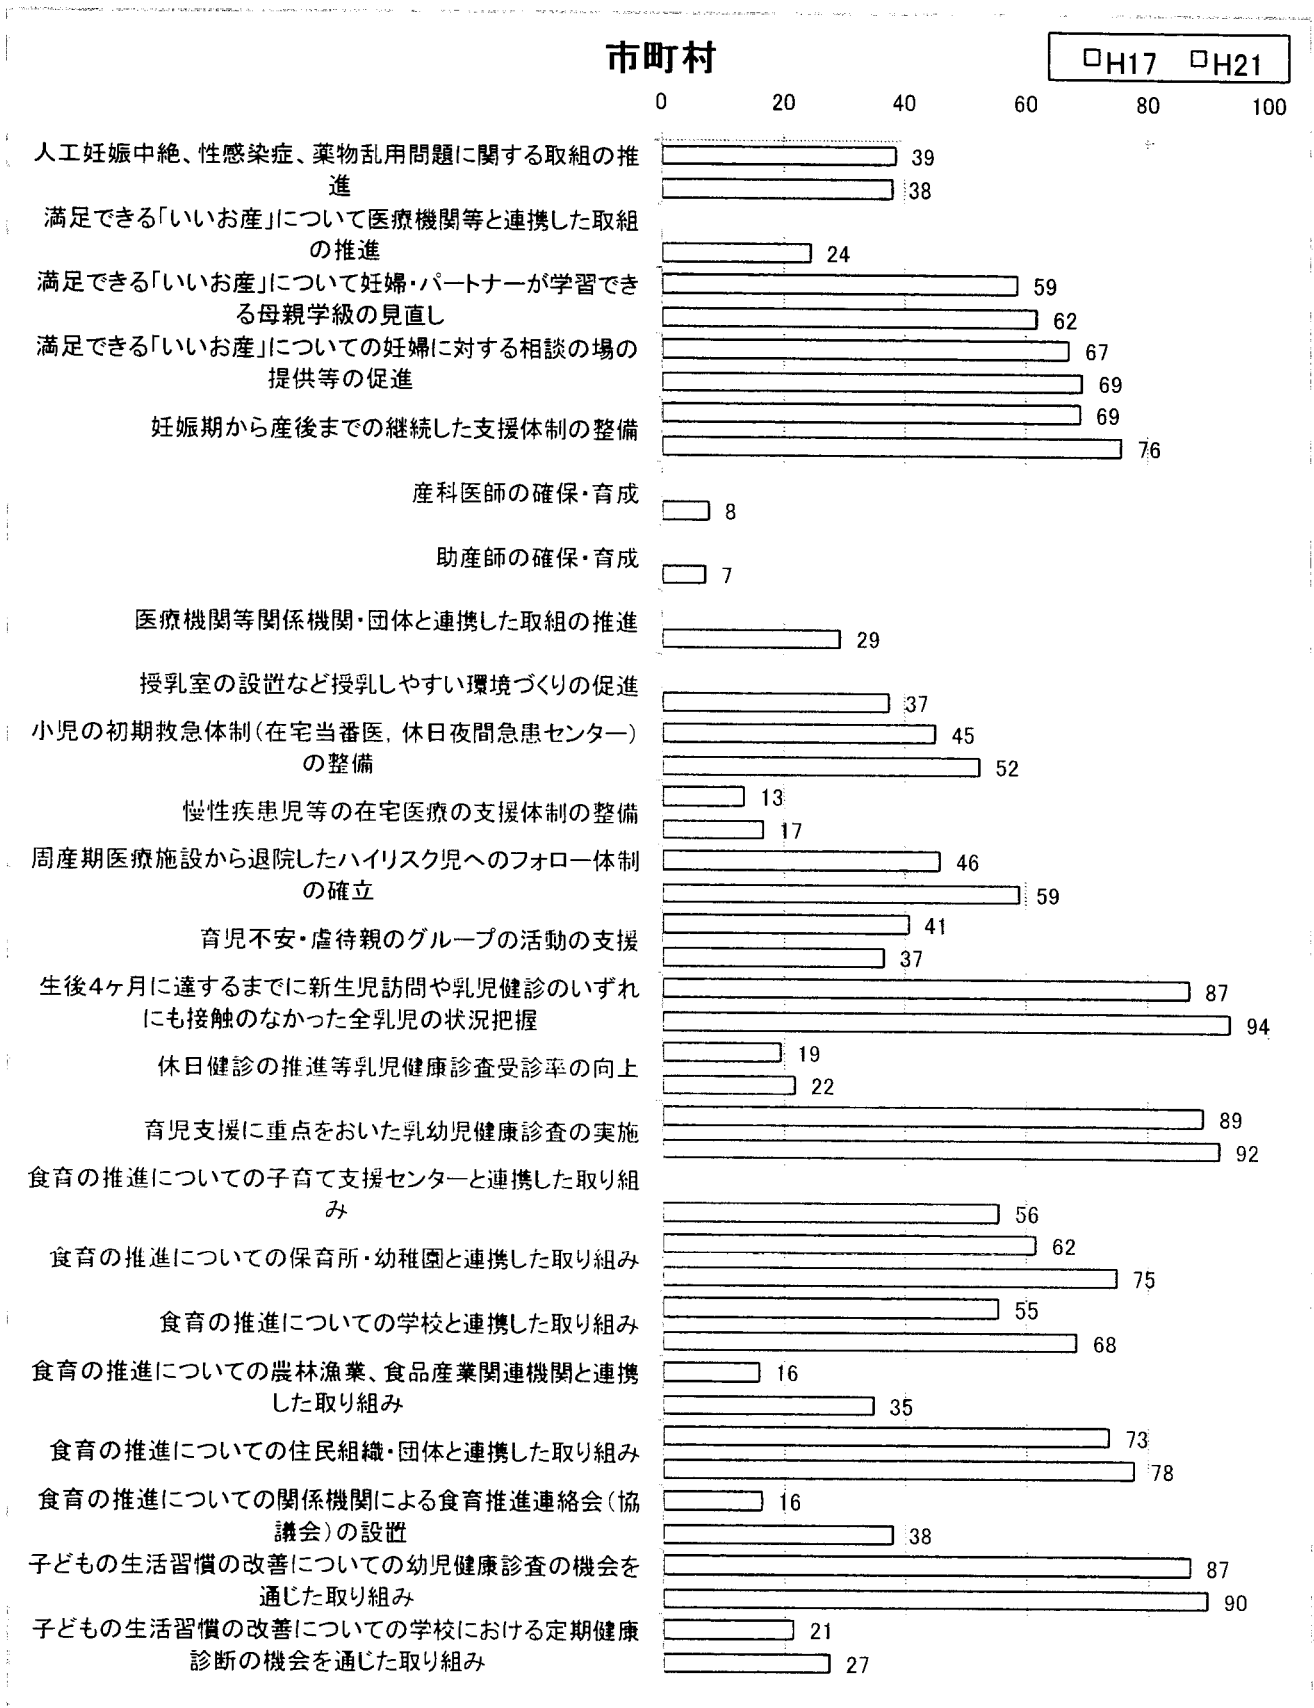 市町村
□H17 □H21
0 20 40 60 80 100
人工妊娠中絶、性感染症、薬物乱用問題に関する取組の推
進
39
38
満足できる「いいお産」について医療機関等と連携した取組
の推進
24
満足できる「いいお産」について妊婦・パートナーが学習でき
る母親学級の見直し
59
62
満足できる「いいお産」についての妊婦に対する相談の場の
提供等の促進
67
69
妊娠期から産後までの継続した支援体制の整備
69
76
産科医師の確保・育成
8
助産師の確保・育成
7
医療機関等関係機関・団体と連携した取組の推進
29
授乳室の設置など授乳しやすい環境づくりの促進
37
小児の初期救急体制(在宅当番医, 休日夜間急患センター)
の整備
45
52
慢性疾患児等の在宅医療の支援体制の整備
13
17
周産期医療施設から退院したハイリスク児へのフォロー体制
の確立
46
59
育児不安・虐待親のグループの活動の支援
41
37
生後4ヶ月に達するまでに新生児訪問や乳児健診のいずれ
にも接触のなかった全乳児の状況把握
87
94
休日健診の推進等乳児健康診査受診率の向上
19
22
育児支援に重点をおいた乳幼児健康診査の実施
89
92
食育の推進についての子育て支援センターと連携した取り組
み
56
食育の推進についての保育所・幼稚園と連携した取り組み
62
75
食育の推進についての学校と連携した取り組み
55
68
食育の推進についての農林漁業、食品産業関連機関と連携
した取り組み
16
35
食育の推進についての住民組織・団体と連携した取り組み
73
78
食育の推進についての関係機関による食育推進連絡会(協
議会)の設置
16
38
子どもの生活習慣の改善についての幼児健康診査の機会を
通じた取り組み
87
90
子どもの生活習慣の改善についての学校における定期健康
診断の機会を通じた取り組み
21
27